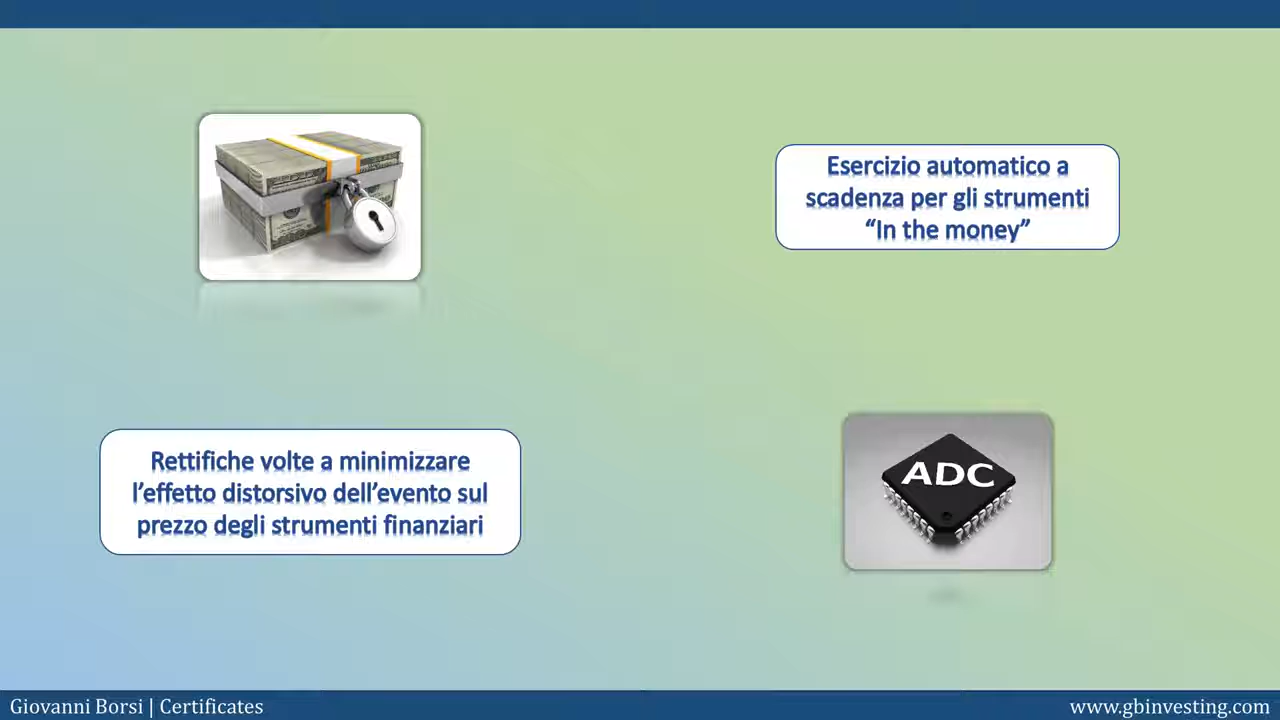 Esercizio automatico a
scadenza per gli strumenti
“In the money”
Rettifiche volte a minimizzare
l’effetto distorsivo dell’evento sul
prezzo degli strumenti finanziari
ADC
Giovanni Borsi | Certificates
www.gbinvesting.com